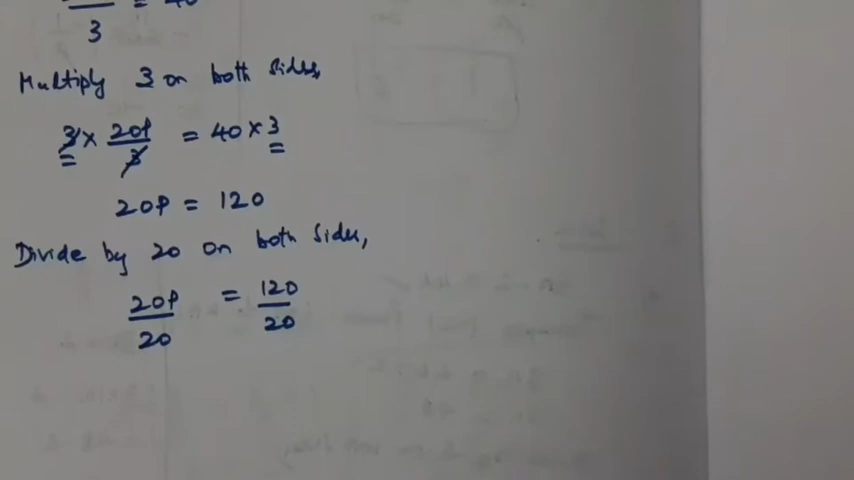 3 = 40
Multiply 3 on both sides,
3 × 20P/3 = 40 × 3
20P = 120
Divide by 20 on both sides,
20P/20 = 120/20